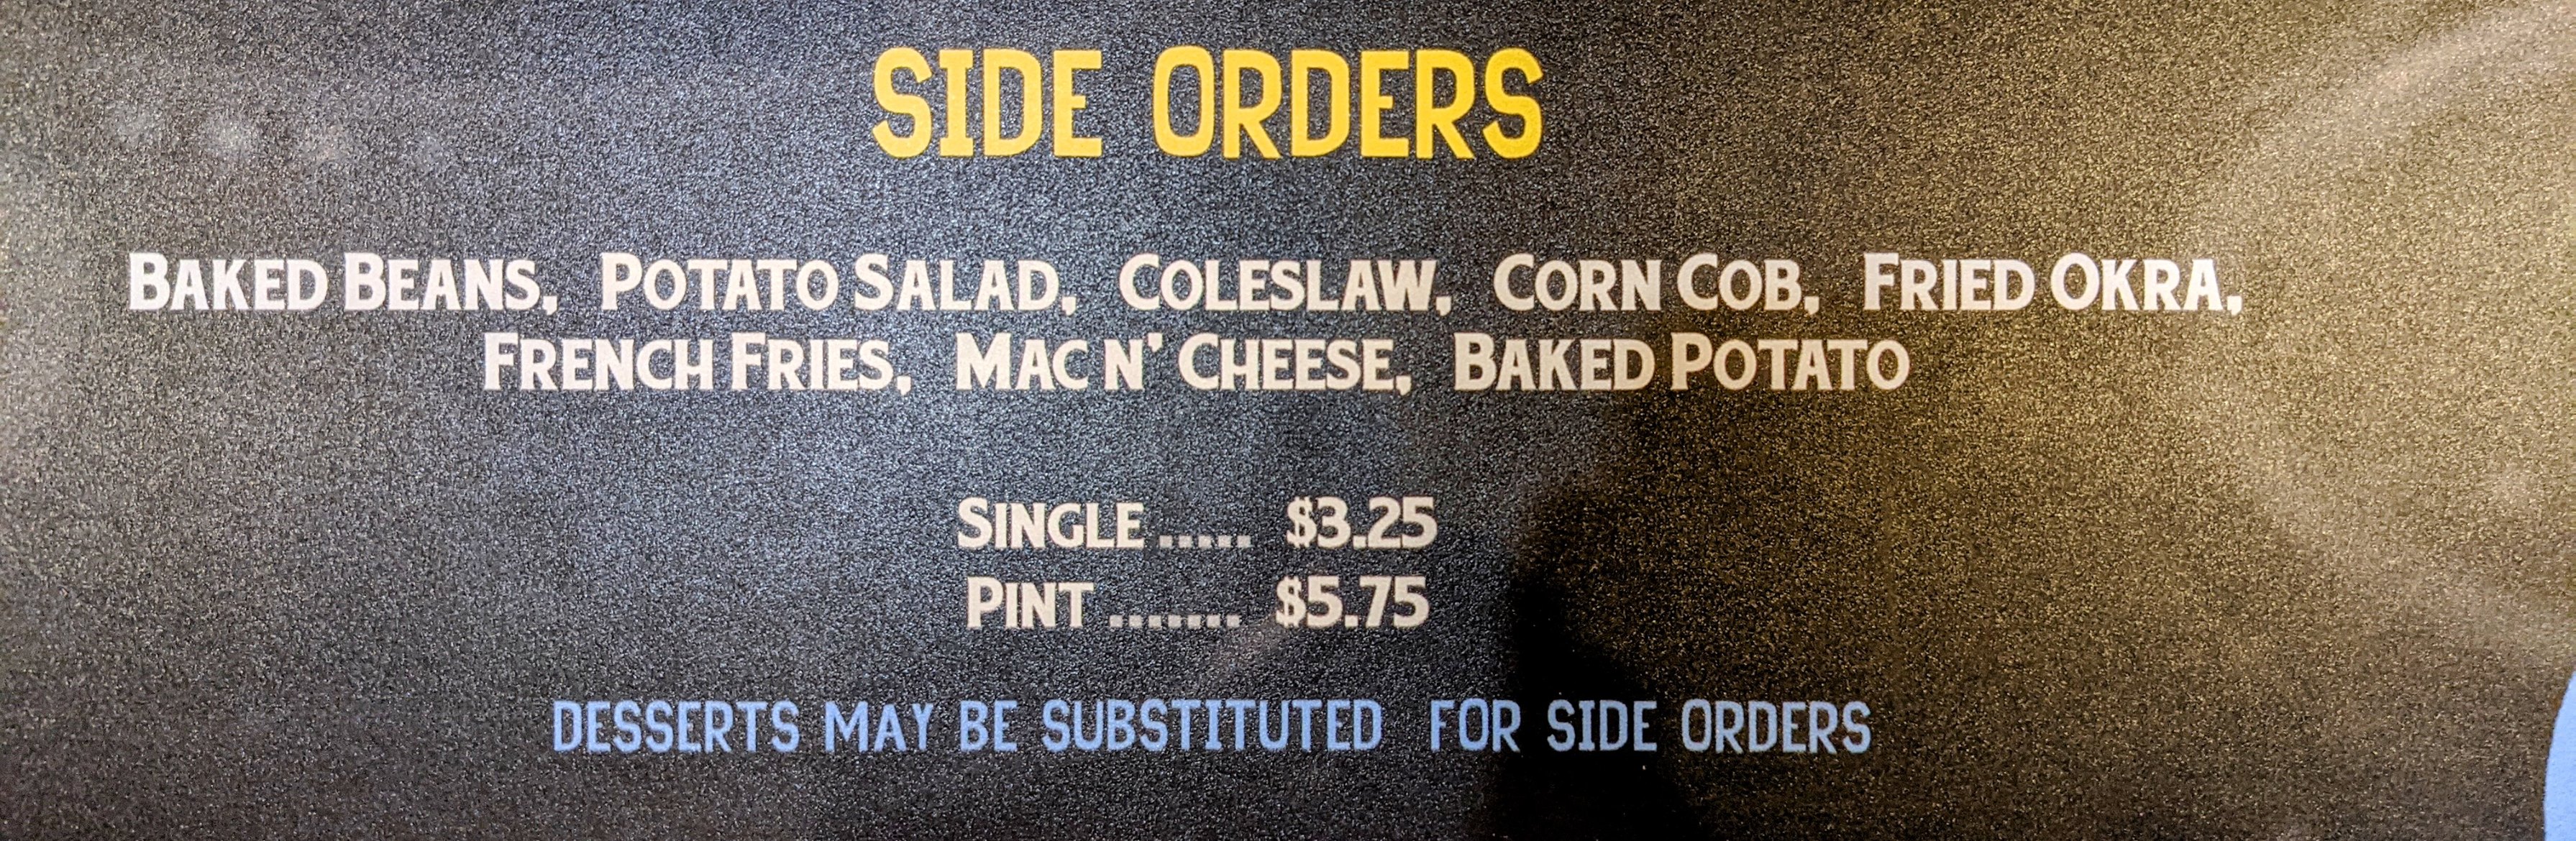 SIDE ORDERS
BAKED BEANS, POTATO SALAD, COLESLAW, CORN COB, FRIED OKRA,
FRENCH FRIES, MAC N' CHEESE, BAKED POTATO
SINGLE ..... $3.25
PINT ....... $5.75
DESSERTS MAY BE SUBSTITUTED FOR SIDE ORDERS